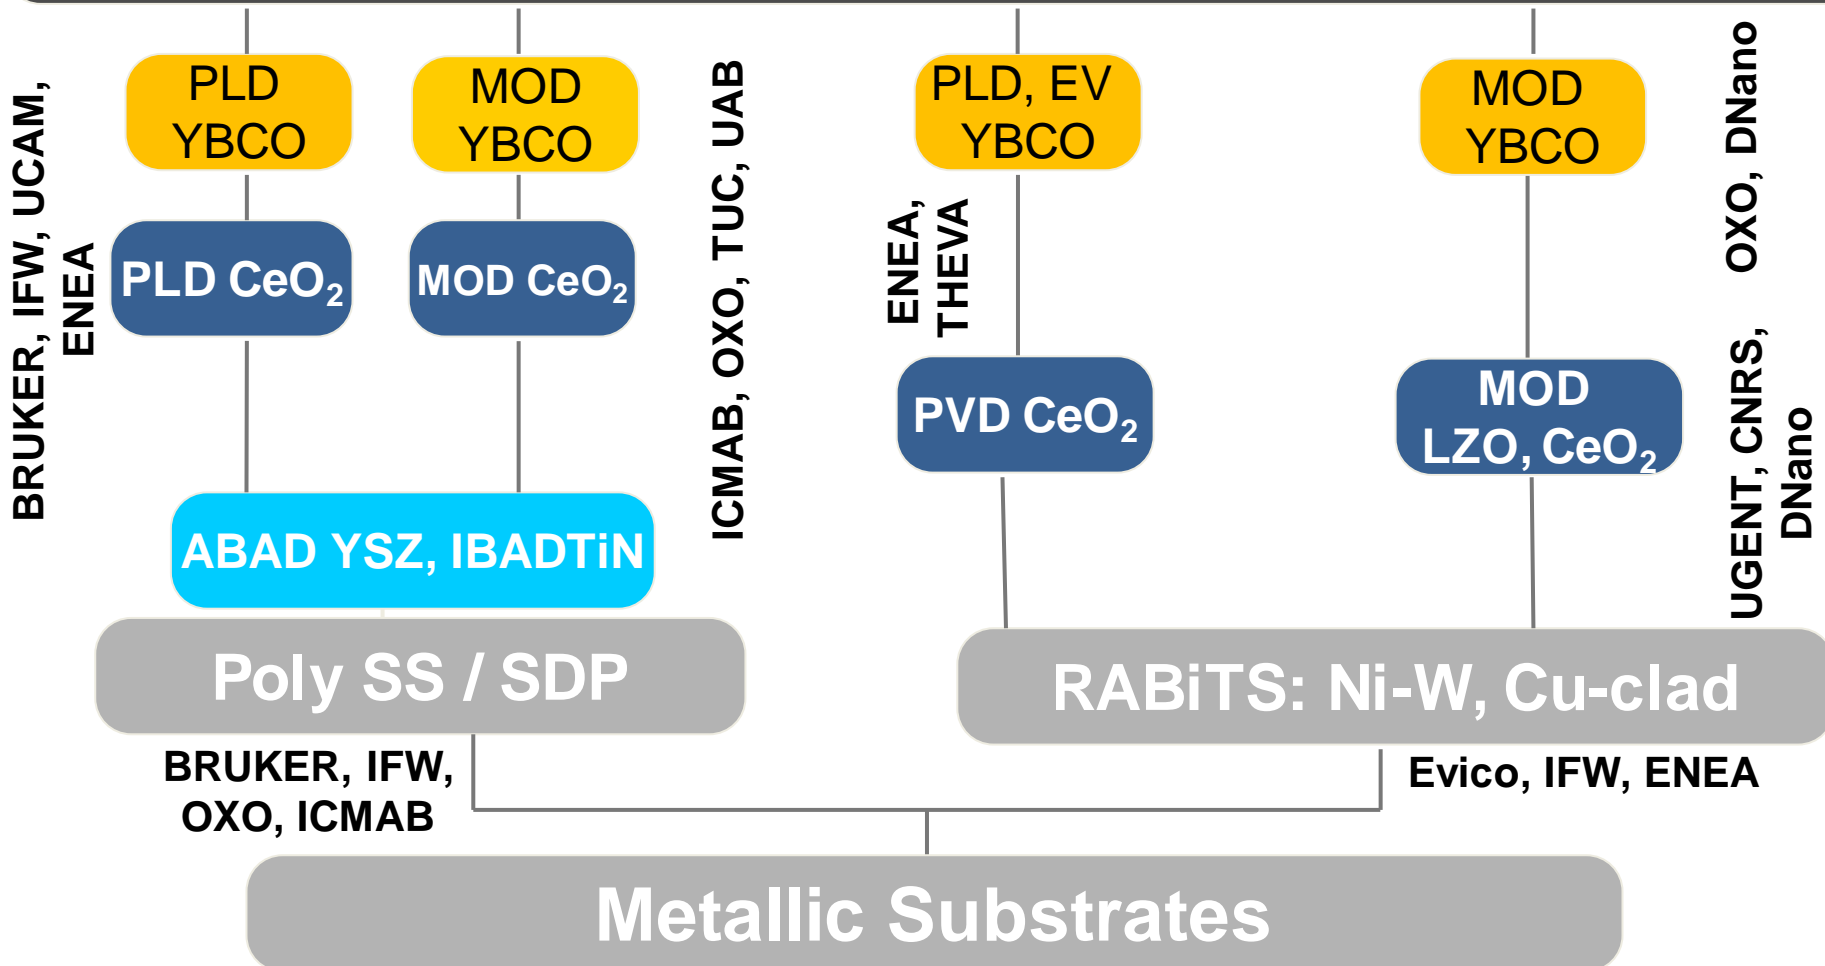 PLD
YBCO
MOD
YBCO
PLD, EV
YBCO
MOD
YBCO
BRUKER, IFW, UCAM,
ENEA
ICMAB, OXO, TUC, UAB
ENEA,
THEVA
OXO, DNano
PLD CeO₂
MOD CeO₂
PVD CeO₂
MOD
LZO, CeO₂
UGENT, CNRS,
DNano
ABAD YSZ, IBADTiN
Poly SS / SDP
RABiTS: Ni-W, Cu-clad
BRUKER, IFW,
OXO, ICMAB
Evico, IFW, ENEA
Metallic Substrates